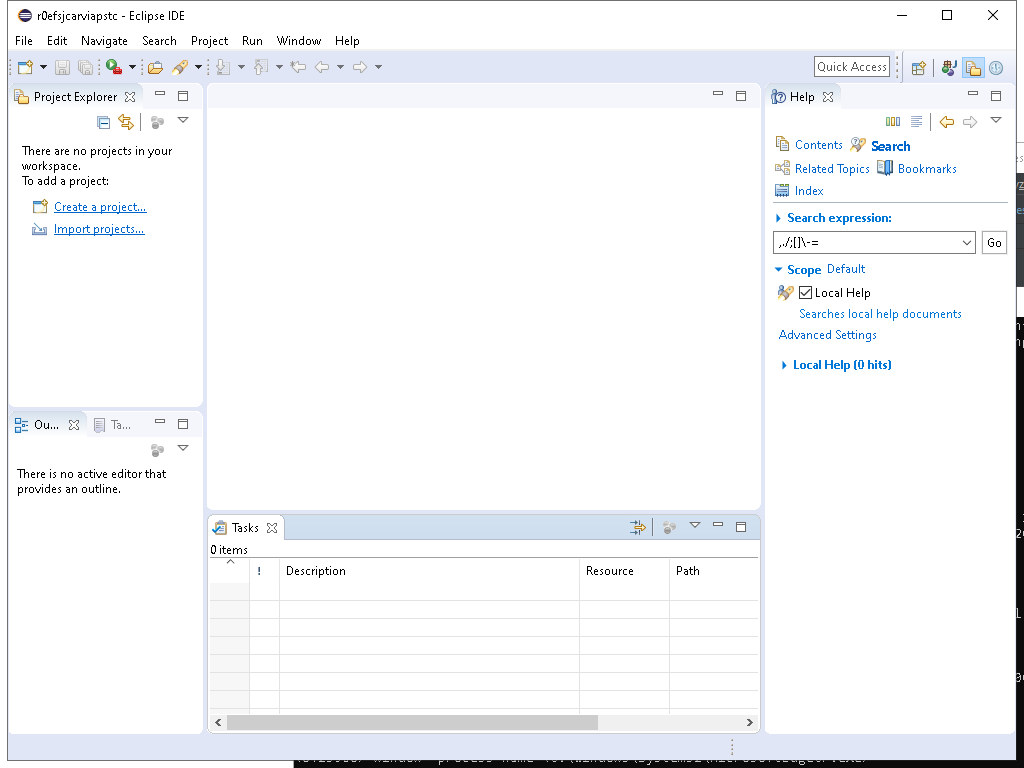 r0efsjcarviapstc - Eclipse IDE
File Edit Navigate Search Project Run Window Help
Quick Access
Project Explorer
There are no projects in your
workspace.
To add a project:
Create a project...
Import projects...
Ou... Ta...
There is no active editor that
provides an outline.
Tasks
0 items
! Description Resource Path
Help
Contents Search
Related Topics Bookmarks
Index
Search expression:
,./;[]\-= Go
Scope Default
Local Help
Searches local help documents
Advanced Settings
Local Help (0 hits)